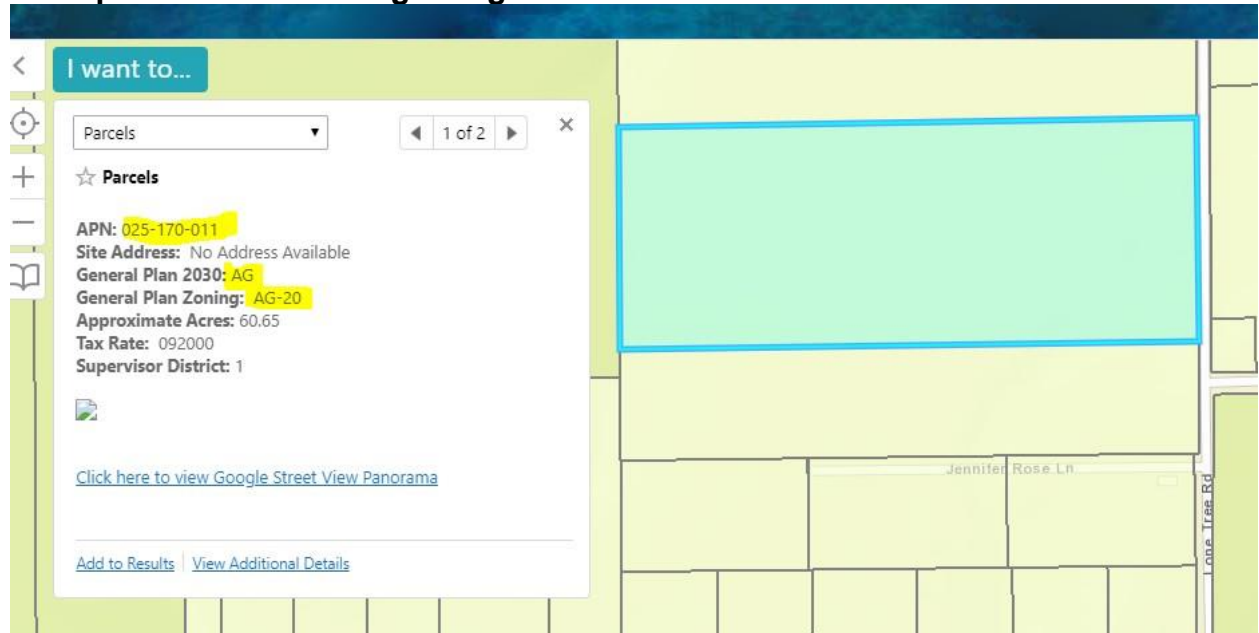 I want to...
Parcels
1 of 2
Parcels
APN: 025-170-011
Site Address: No Address Available
General Plan 2030: AG
General Plan Zoning: AG-20
Approximate Acres: 60.65
Tax Rate: 092000
Supervisor District: 1
Click here to view Google Street View Panorama
Add to Results
View Additional Details
Jennifer Rose Ln
Lone Tree Rd